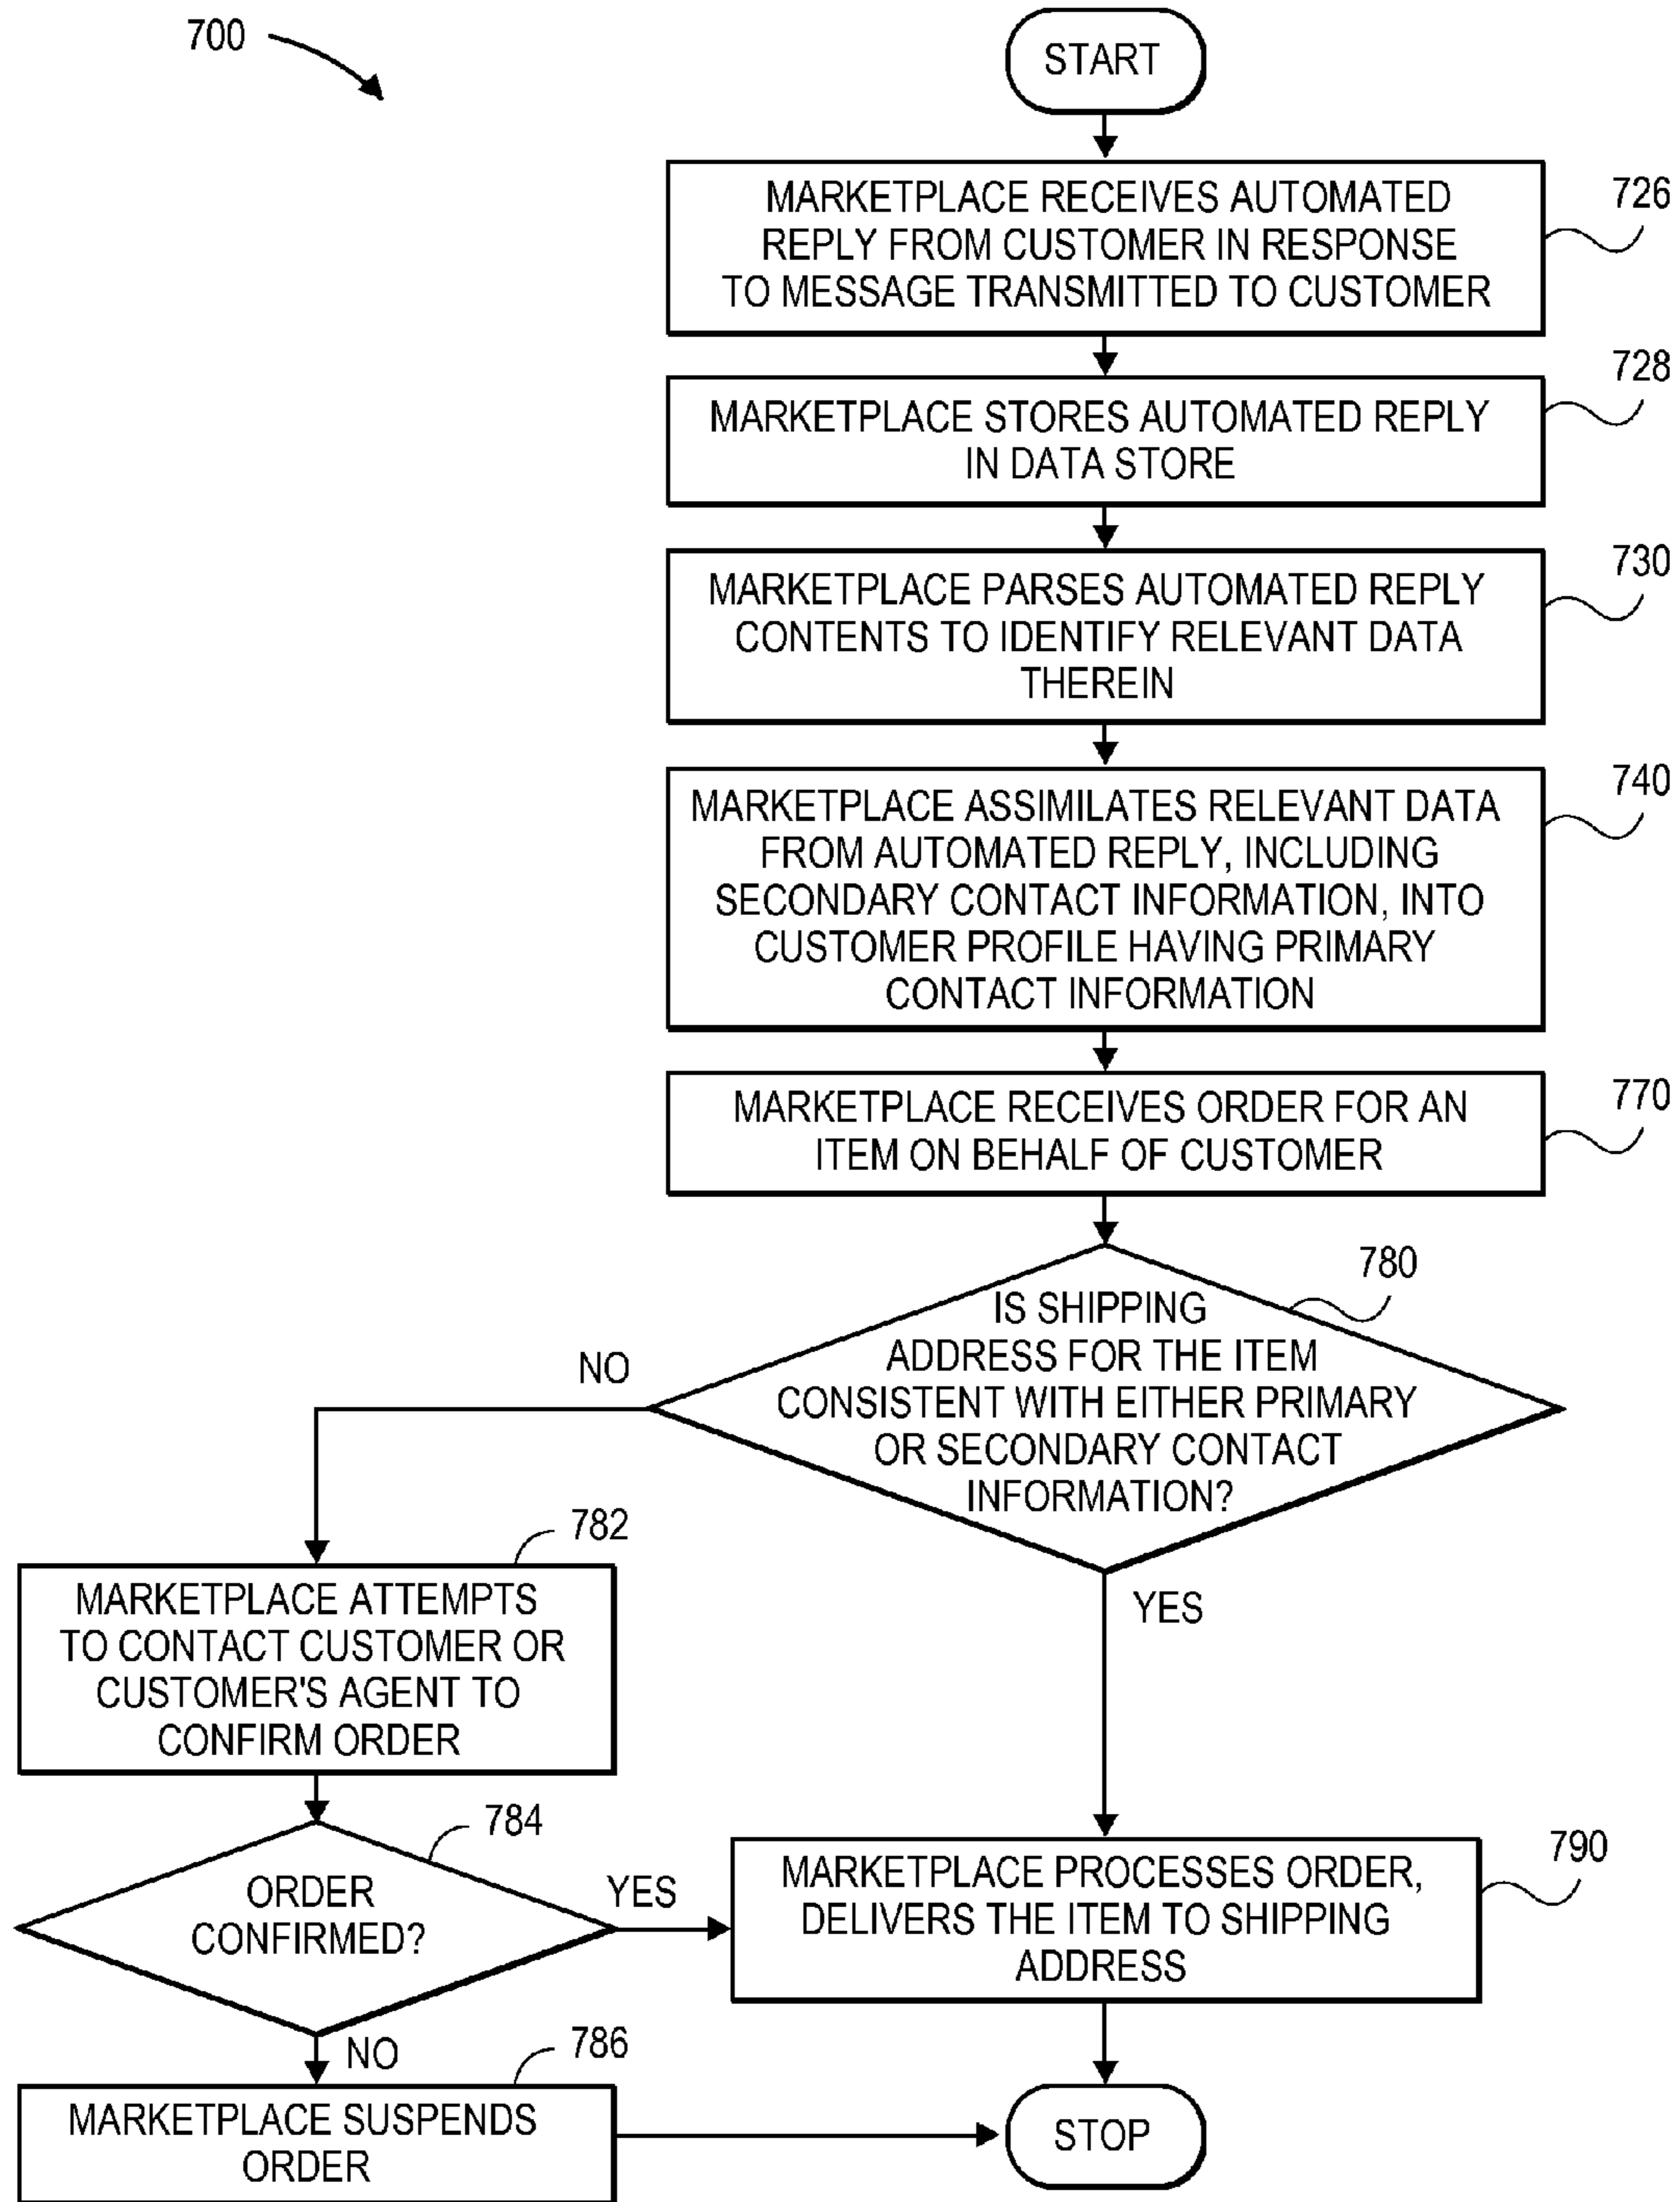 700
START
MARKETPLACE RECEIVES AUTOMATED
REPLY FROM CUSTOMER IN RESPONSE
TO MESSAGE TRANSMITTED TO CUSTOMER
726
MARKETPLACE STORES AUTOMATED REPLY
IN DATA STORE
728
MARKETPLACE PARSES AUTOMATED REPLY
CONTENTS TO IDENTIFY RELEVANT DATA
THEREIN
730
MARKETPLACE ASSIMILATES RELEVANT DATA
FROM AUTOMATED REPLY, INCLUDING
SECONDARY CONTACT INFORMATION, INTO
CUSTOMER PROFILE HAVING PRIMARY
CONTACT INFORMATION
740
MARKETPLACE RECEIVES ORDER FOR AN
ITEM ON BEHALF OF CUSTOMER
770
IS SHIPPING
ADDRESS FOR THE ITEM
CONSISTENT WITH EITHER PRIMARY
OR SECONDARY CONTACT
INFORMATION?
780
NO
YES
MARKETPLACE ATTEMPTS
TO CONTACT CUSTOMER OR
CUSTOMER'S AGENT TO
CONFIRM ORDER
782
ORDER
CONFIRMED?
784
YES
MARKETPLACE PROCESSES ORDER,
DELIVERS THE ITEM TO SHIPPING
ADDRESS
790
NO
MARKETPLACE SUSPENDS
ORDER
786
STOP